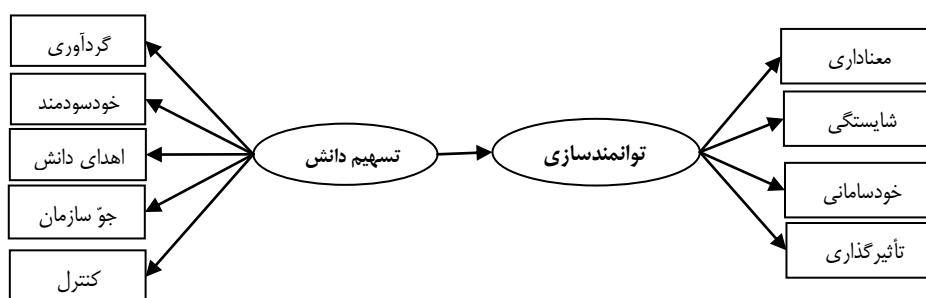 گردآوری
خودسودمند
اهدای دانش
جوّ سازمان
کنترل
تسهیم دانش
توانمندسازی
معناداری
شایستگی
خودسامانی
تأثیرگذاری